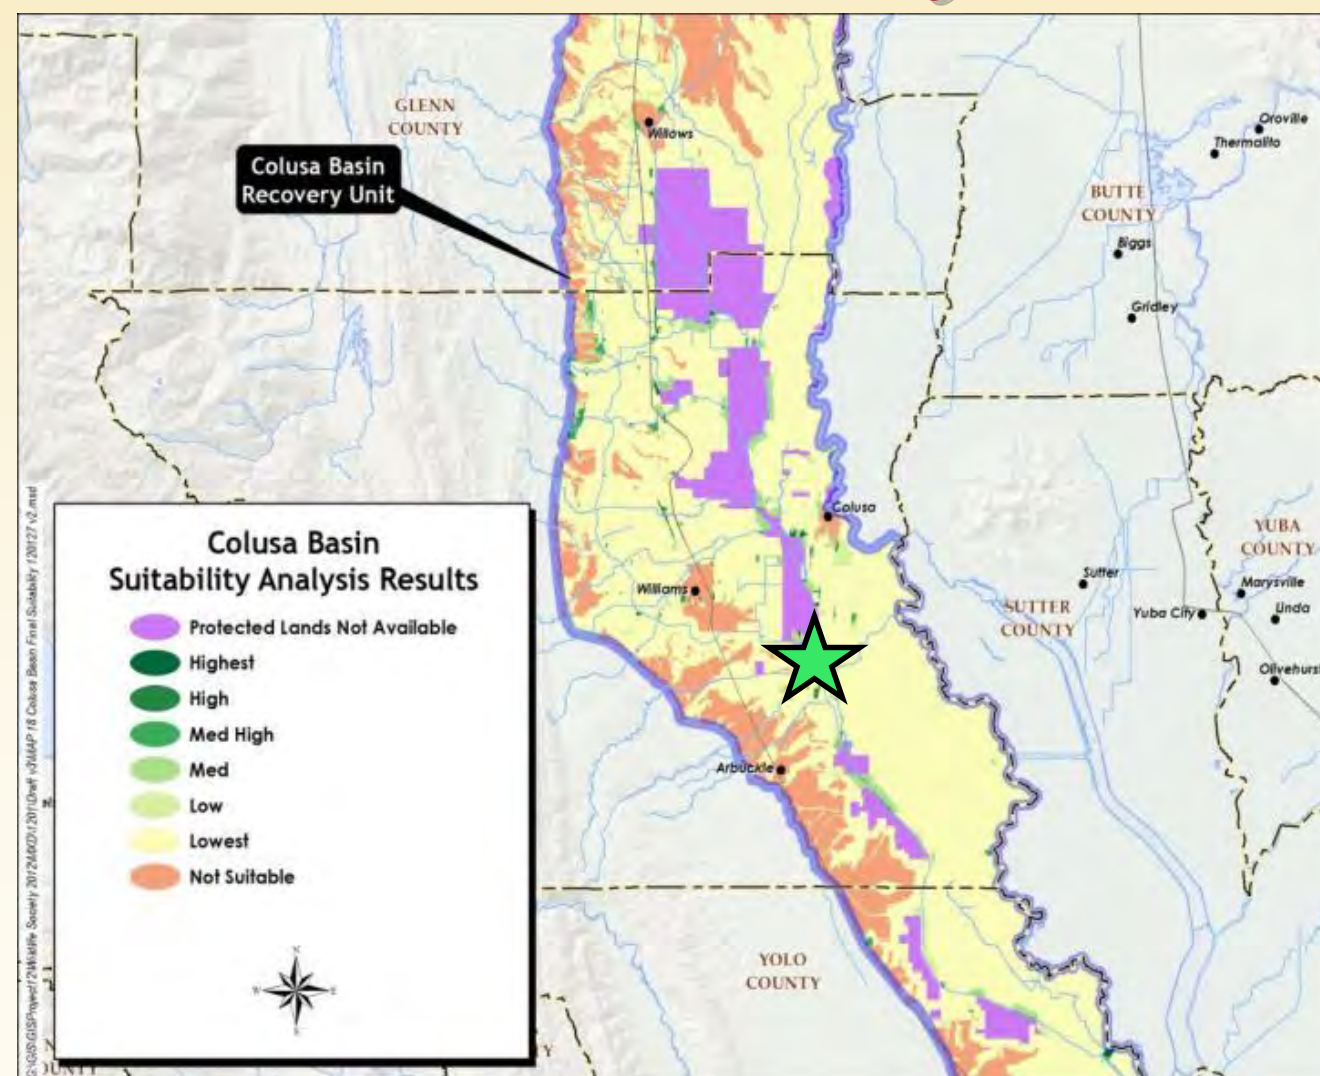 GLENN
COUNTY
Willows
Colusa Basin
Recovery Unit
Oroville
Thermalito
BUTTE
COUNTY
Biggs
Gridley
Colusa
Williams
Sutter
SUTTER
COUNTY
Yuba City
YUBA
COUNTY
Marysville
Linda
Olivehurst
Arbuckle
YOLO
COUNTY
Colusa Basin
Suitability Analysis Results
Protected Lands Not Available
Highest
High
Med High
Med
Low
Lowest
Not Suitable
N
W
E
S